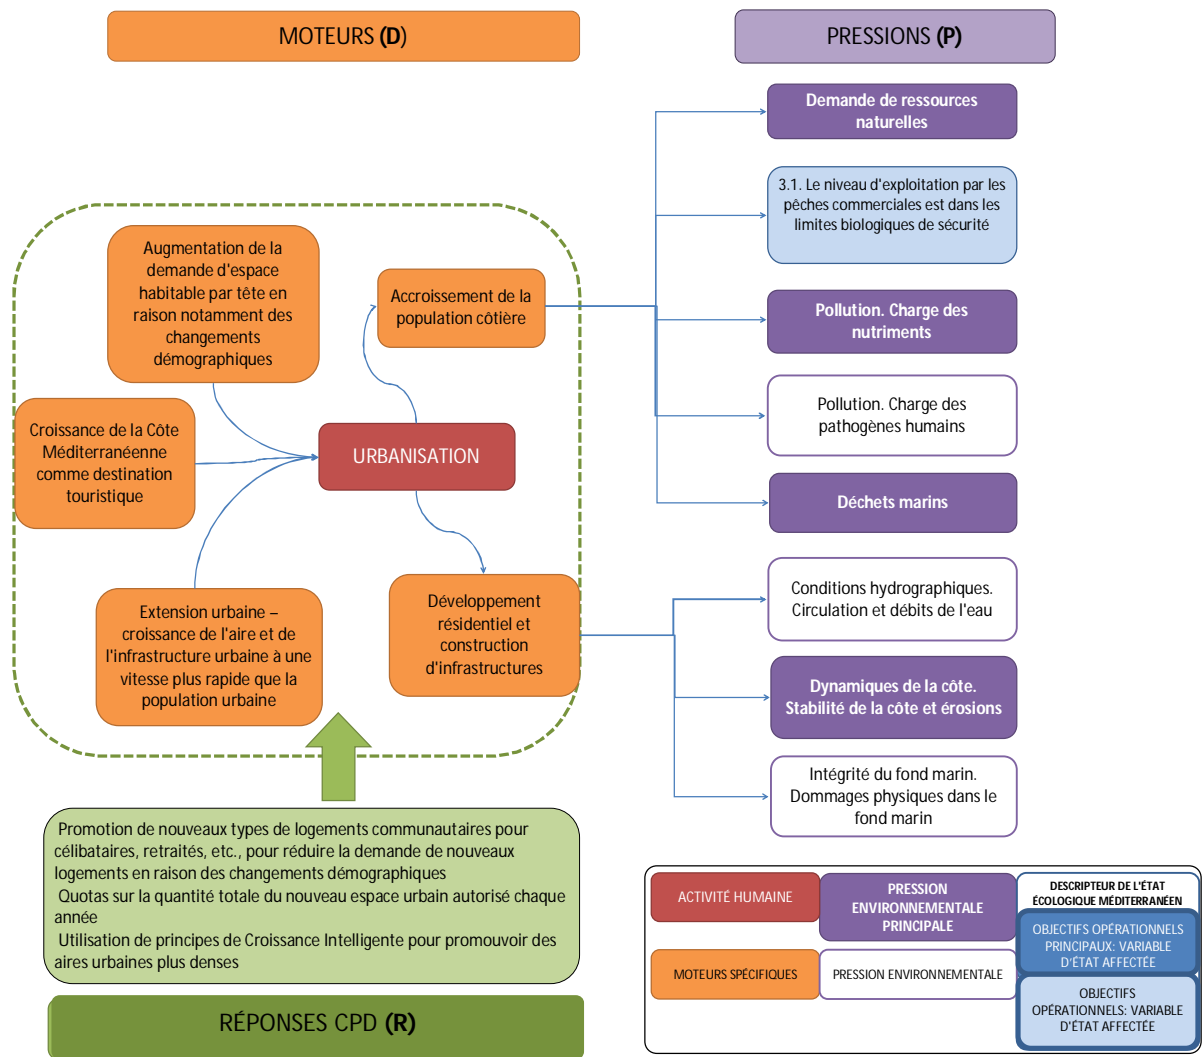 MOTEURS (D)
PRESSIONS (P)
Augmentation de la
demande d'espace
habitable par tête en
raison notamment des
changements
démographiques
Croissance de la Côte
Méditerranéenne
comme destination
touristique
Extension urbaine –
croissance de l'aire et de
l'infrastructure urbaine à une
vitesse plus rapide que la
population urbaine
URBANISATION
Accroissement de la
population côtière
Développement
résidentiel et
construction
d'infrastructures
Demande de ressources
naturelles
3.1. Le niveau d'exploitation par les
pêches commerciales est dans les
limites biologiques de sécurité
Pollution. Charge des
nutriments
Pollution. Charge des
pathogènes humains
Déchets marins
Conditions hydrographiques.
Circulation et débits de l'eau
Dynamiques de la côte.
Stabilité de la côte et érosions
Intégrité du fond marin.
Dommages physiques dans le
fond marin
Promotion de nouveaux types de logements communautaires pour
célibataires, retraités, etc., pour réduire la demande de nouveaux
logements en raison des changements démographiques
Quotas sur la quantité totale du nouveau espace urbain autorisé chaque
année
Utilisation de principes de Croissance Intelligente pour promouvoir des
aires urbaines plus denses
RÉPONSES CPD (R)
ACTIVITÉ HUMAINE
PRESSION
ENVIRONNEMENTALE
PRINCIPALE
DESCRIPTEUR DE L'ÉTAT
ÉCOLOGIQUE MÉDITERRANÉEN
OBJECTIFS OPÉRATIONNELS
PRINCIPAUX: VARIABLE
D'ÉTAT AFFECTÉE
MOTEURS SPÉCIFIQUES
PRESSION ENVIRONNEMENTALE
OBJECTIFS
OPÉRATIONNELS: VARIABLE
D'ÉTAT AFFECTÉE